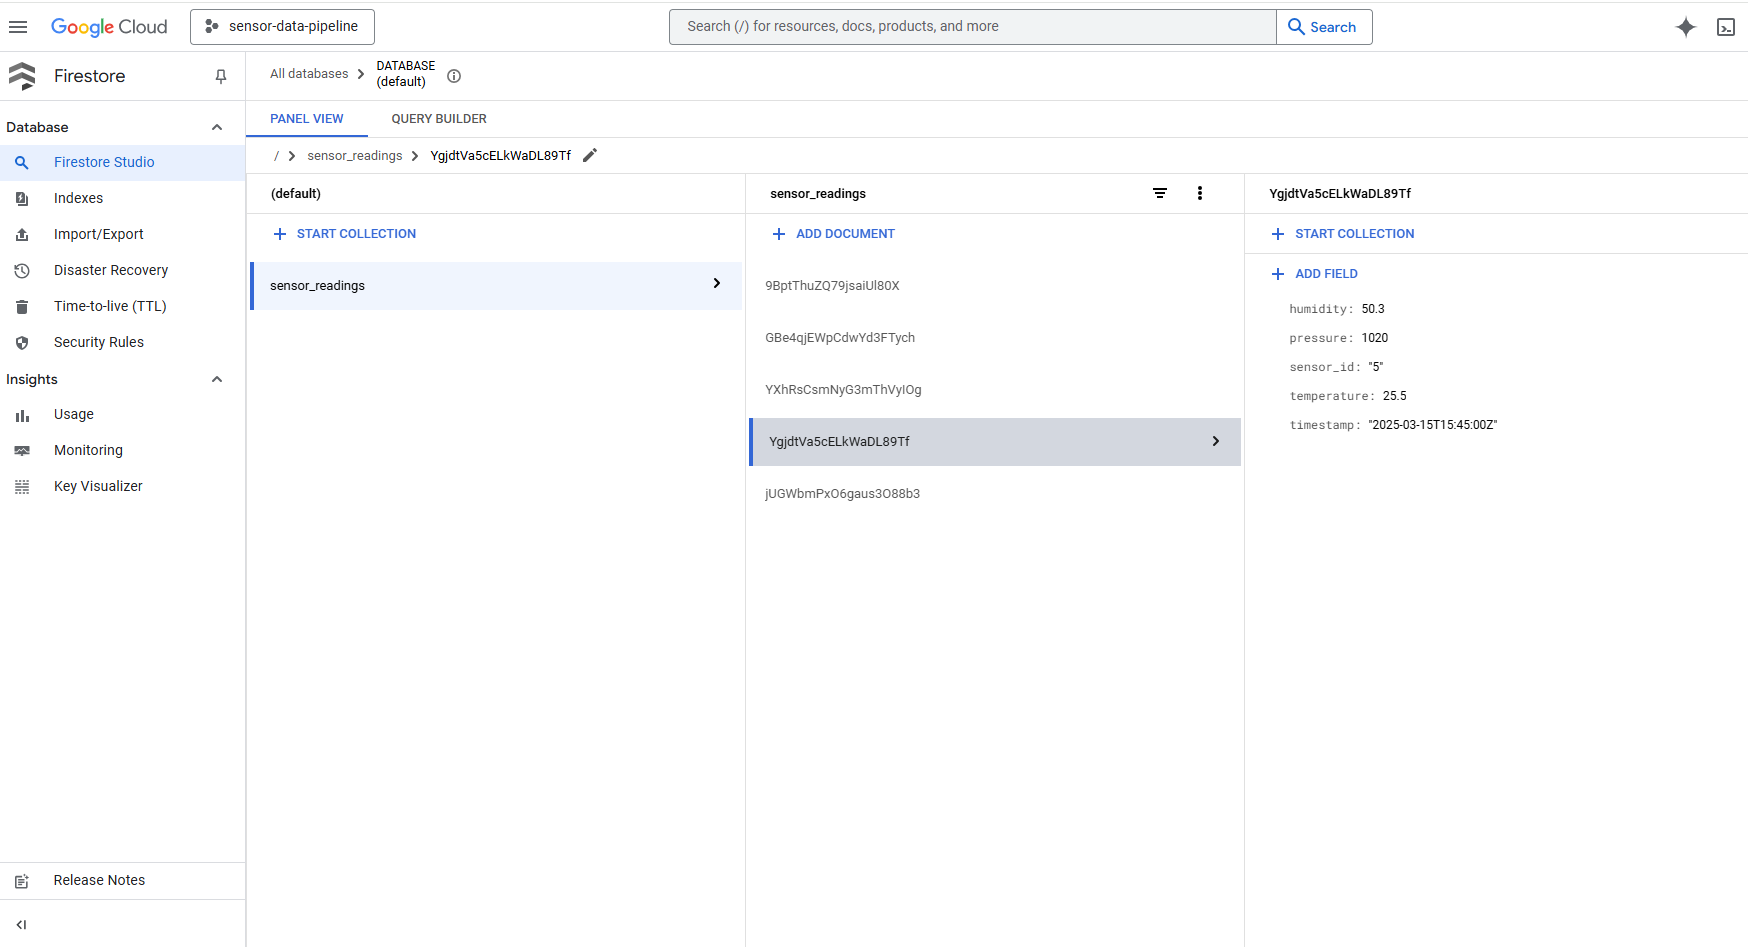 Google Cloud
sensor-data-pipeline
Search (/) for resources, docs, products, and more
Search
Firestore
All databases
DATABASE
(default)
Database
Firestore Studio
Indexes
Import/Export
Disaster Recovery
Time-to-live (TTL)
Security Rules
Insights
Usage
Monitoring
Key Visualizer
Release Notes
PANEL VIEW
QUERY BUILDER
/
sensor_readings
YgjdtVa5cELkWaDL89Tf
(default)
START COLLECTION
sensor_readings
sensor_readings
ADD DOCUMENT
9BptThuZQ79jsaiUl80X
GBe4qjEWpCdwYd3FTych
YXhRsCsmNyG3mThVyIOg
YgjdtVa5cELkWaDL89Tf
jUGWbmPxO6gaus3O88b3
YgjdtVa5cELkWaDL89Tf
START COLLECTION
ADD FIELD
humidity: 50.3
pressure: 1020
sensor_id: "5"
temperature: 25.5
timestamp: "2025-03-15T15:45:00Z"